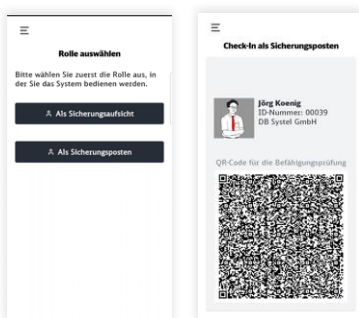 Rolle auswählen
Bitte wählen Sie zuerst die Rolle aus, in
der Sie das System bedienen werden.
Als Sicherungsaufsicht
Als Sicherungsposten
Check-In als Sicherungsposten
Jörg Koenig
ID-Nummer: 00039
DB Systel GmbH
QR-Code für die Befähigungsprüfung